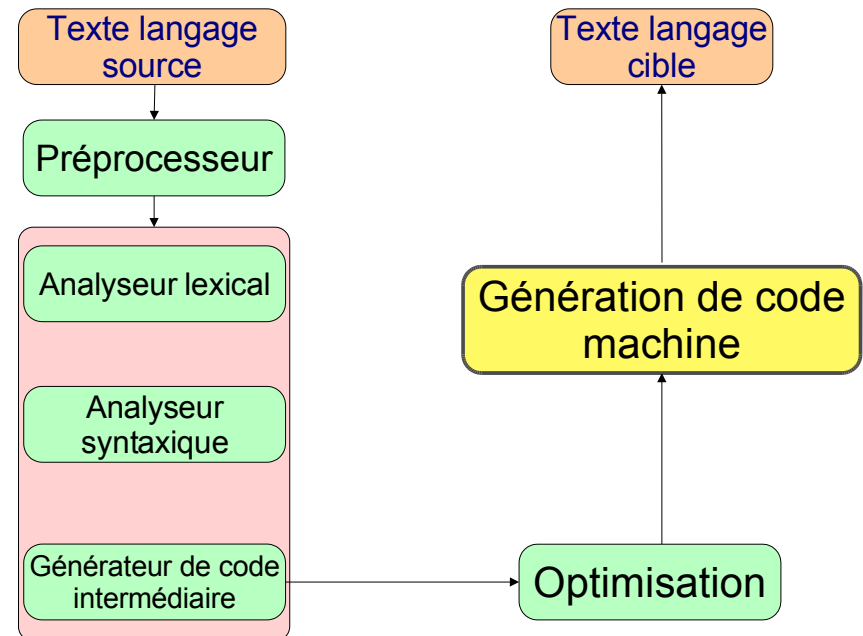 Texte langage
source
Préprocesseur
Analyseur lexical
Analyseur
syntaxique
Générateur de code
intermédiaire
Optimisation
Génération de code
machine
Texte langage
cible